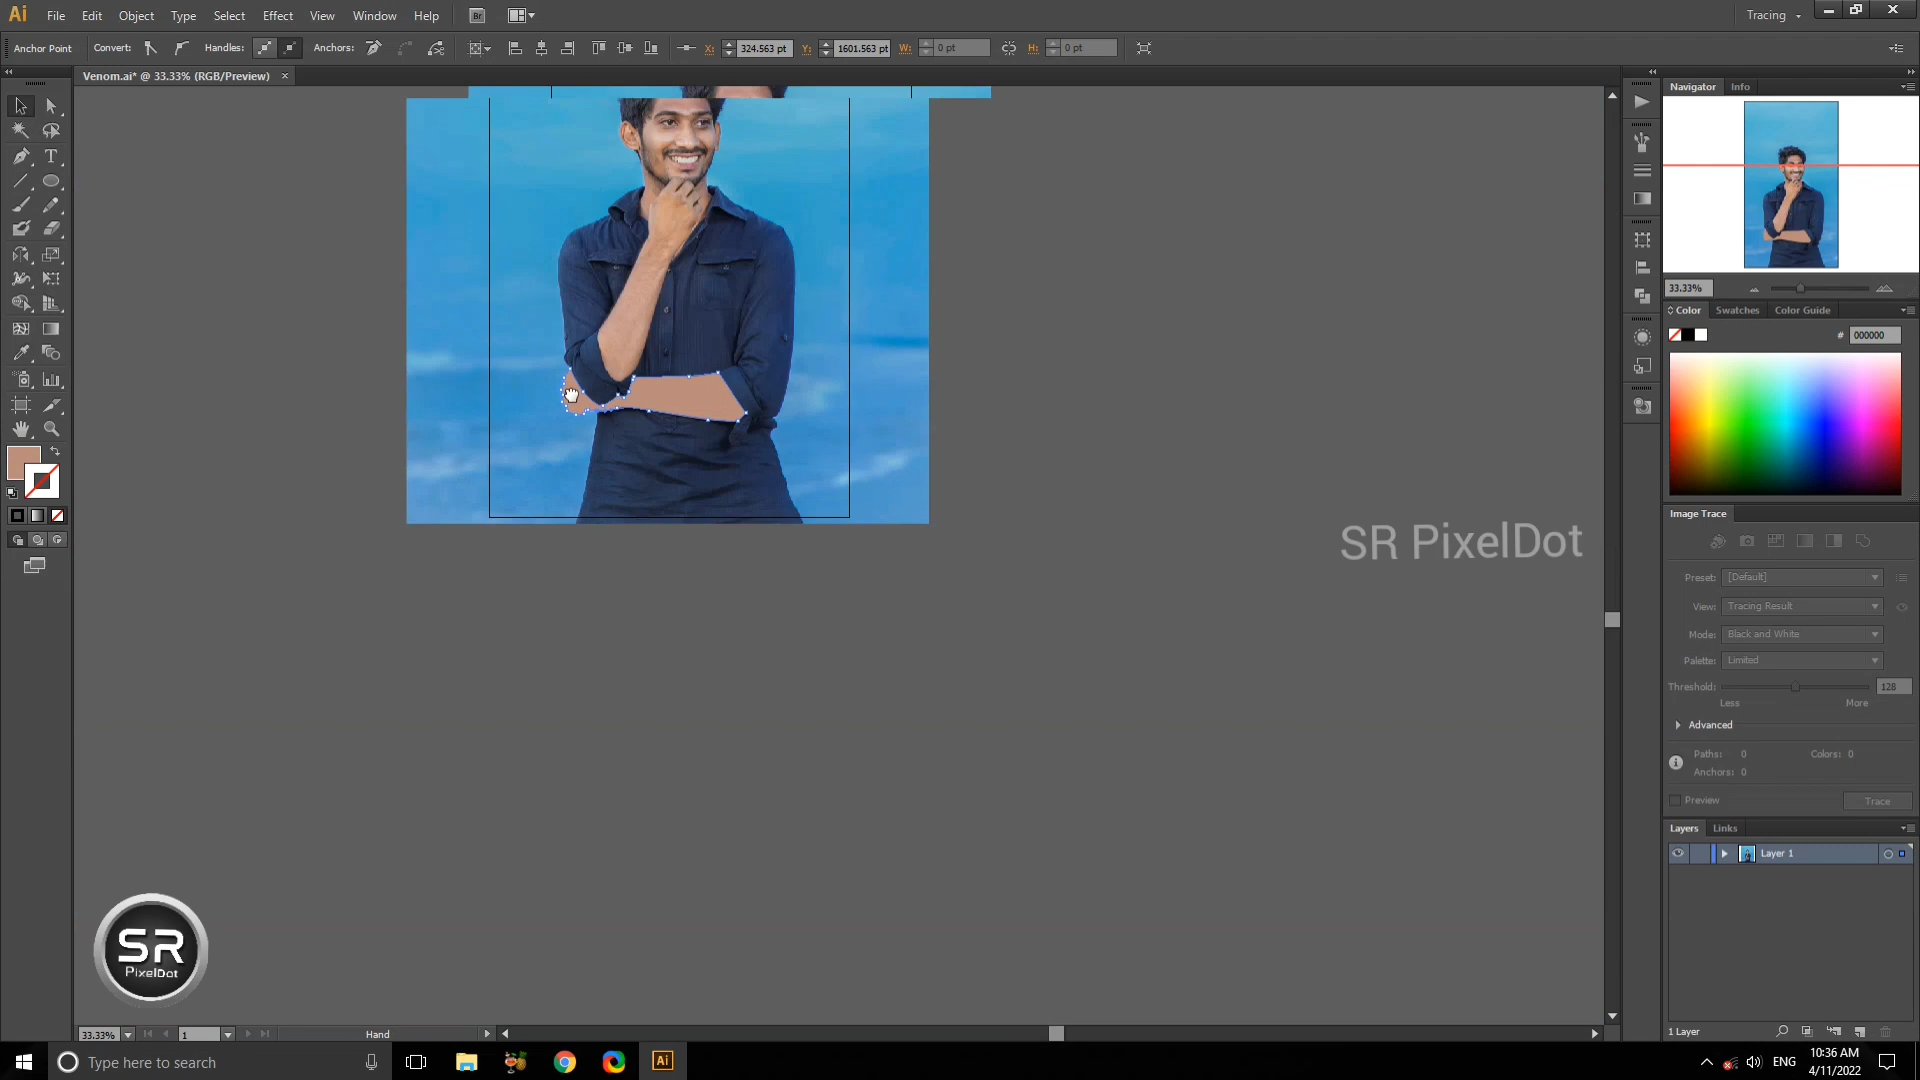 Ai File Edit Object Type Select Effect View Window Help Br Tracing
Anchor Point Convert: Handles: Anchors: X: 324.563 pt Y: 1601.563 pt W: 0 pt H: 0 pt
Venom.ai* @ 33.33% (RGB/Preview)
Navigator Info
33.33%
Color Swatches Color Guide
# 000000
Image Trace
SR PixelDot
Preset: [Default]
View: Tracing Result
Mode: Black and White
Palette: Limited
Threshold: 128
Less More
Advanced
Paths: 0 Colors: 0
Anchors: 0
Preview Trace
Layers Links
Layer 1
SR
PixelDot
33.33% 1 Hand
1 Layer
Type here to search Ai ENG 10:36 AM
4/11/2022